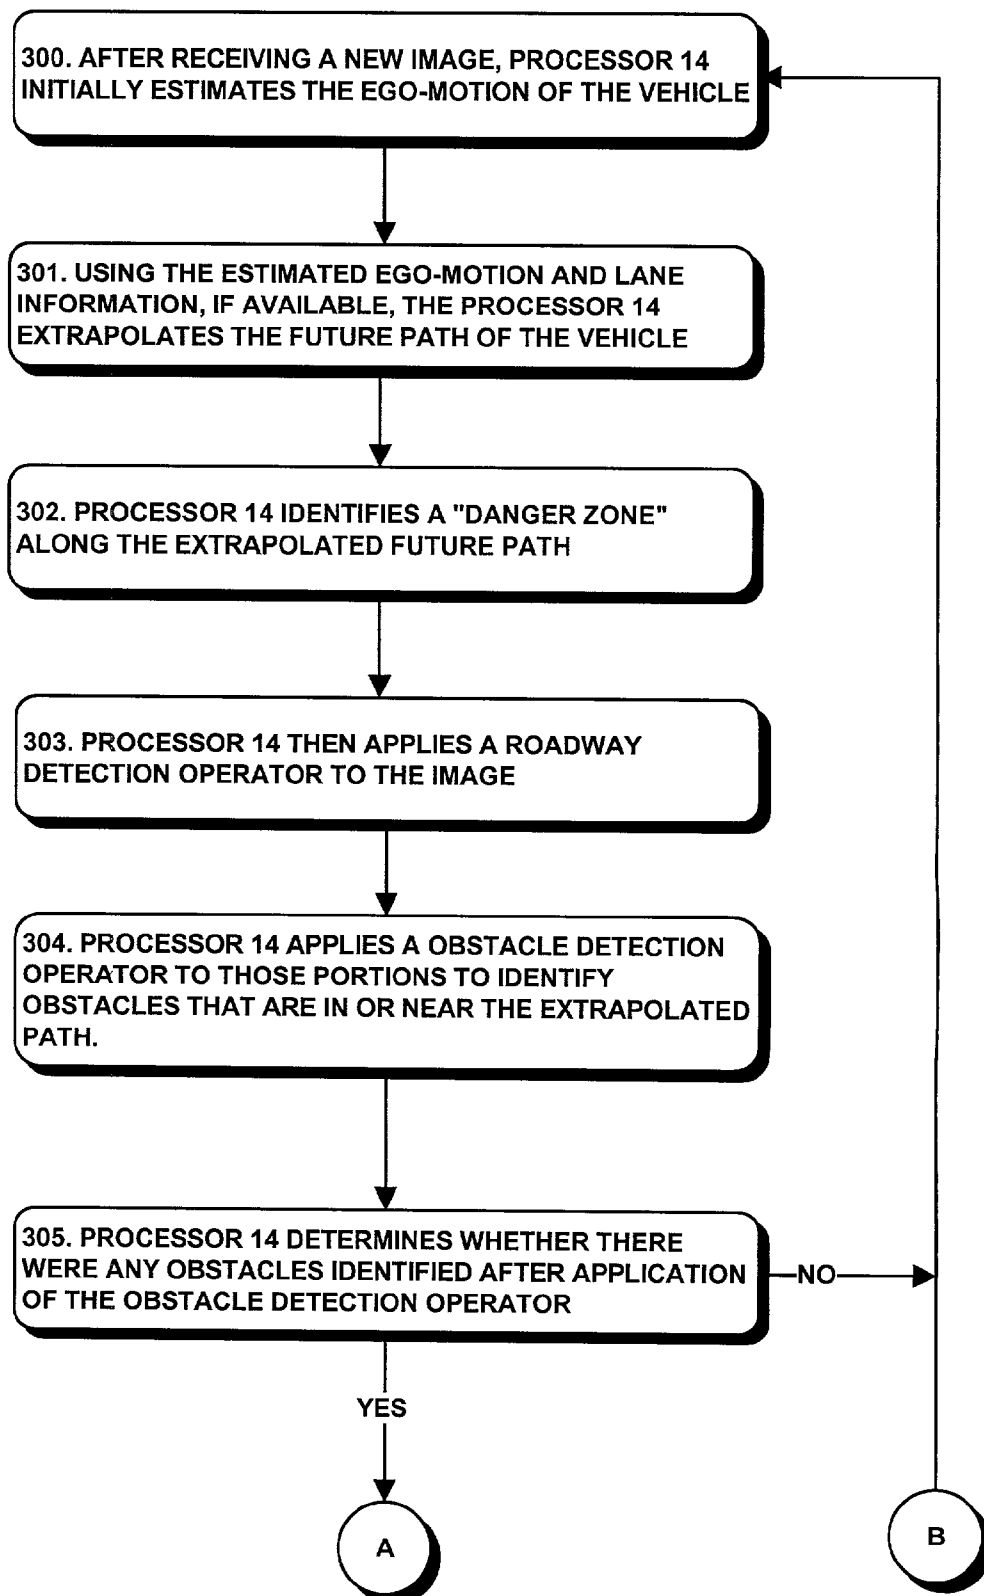 300. AFTER RECEIVING A NEW IMAGE, PROCESSOR 14
INITIALLY ESTIMATES THE EGO-MOTION OF THE VEHICLE
301. USING THE ESTIMATED EGO-MOTION AND LANE
INFORMATION, IF AVAILABLE, THE PROCESSOR 14
EXTRAPOLATES THE FUTURE PATH OF THE VEHICLE
302. PROCESSOR 14 IDENTIFIES A "DANGER ZONE"
ALONG THE EXTRAPOLATED FUTURE PATH
303. PROCESSOR 14 THEN APPLIES A ROADWAY
DETECTION OPERATOR TO THE IMAGE
304. PROCESSOR 14 APPLIES A OBSTACLE DETECTION
OPERATOR TO THOSE PORTIONS TO IDENTIFY
OBSTACLES THAT ARE IN OR NEAR THE EXTRAPOLATED
PATH.
305. PROCESSOR 14 DETERMINES WHETHER THERE
WERE ANY OBSTACLES IDENTIFIED AFTER APPLICATION
OF THE OBSTACLE DETECTION OPERATOR
NO
YES
A
B